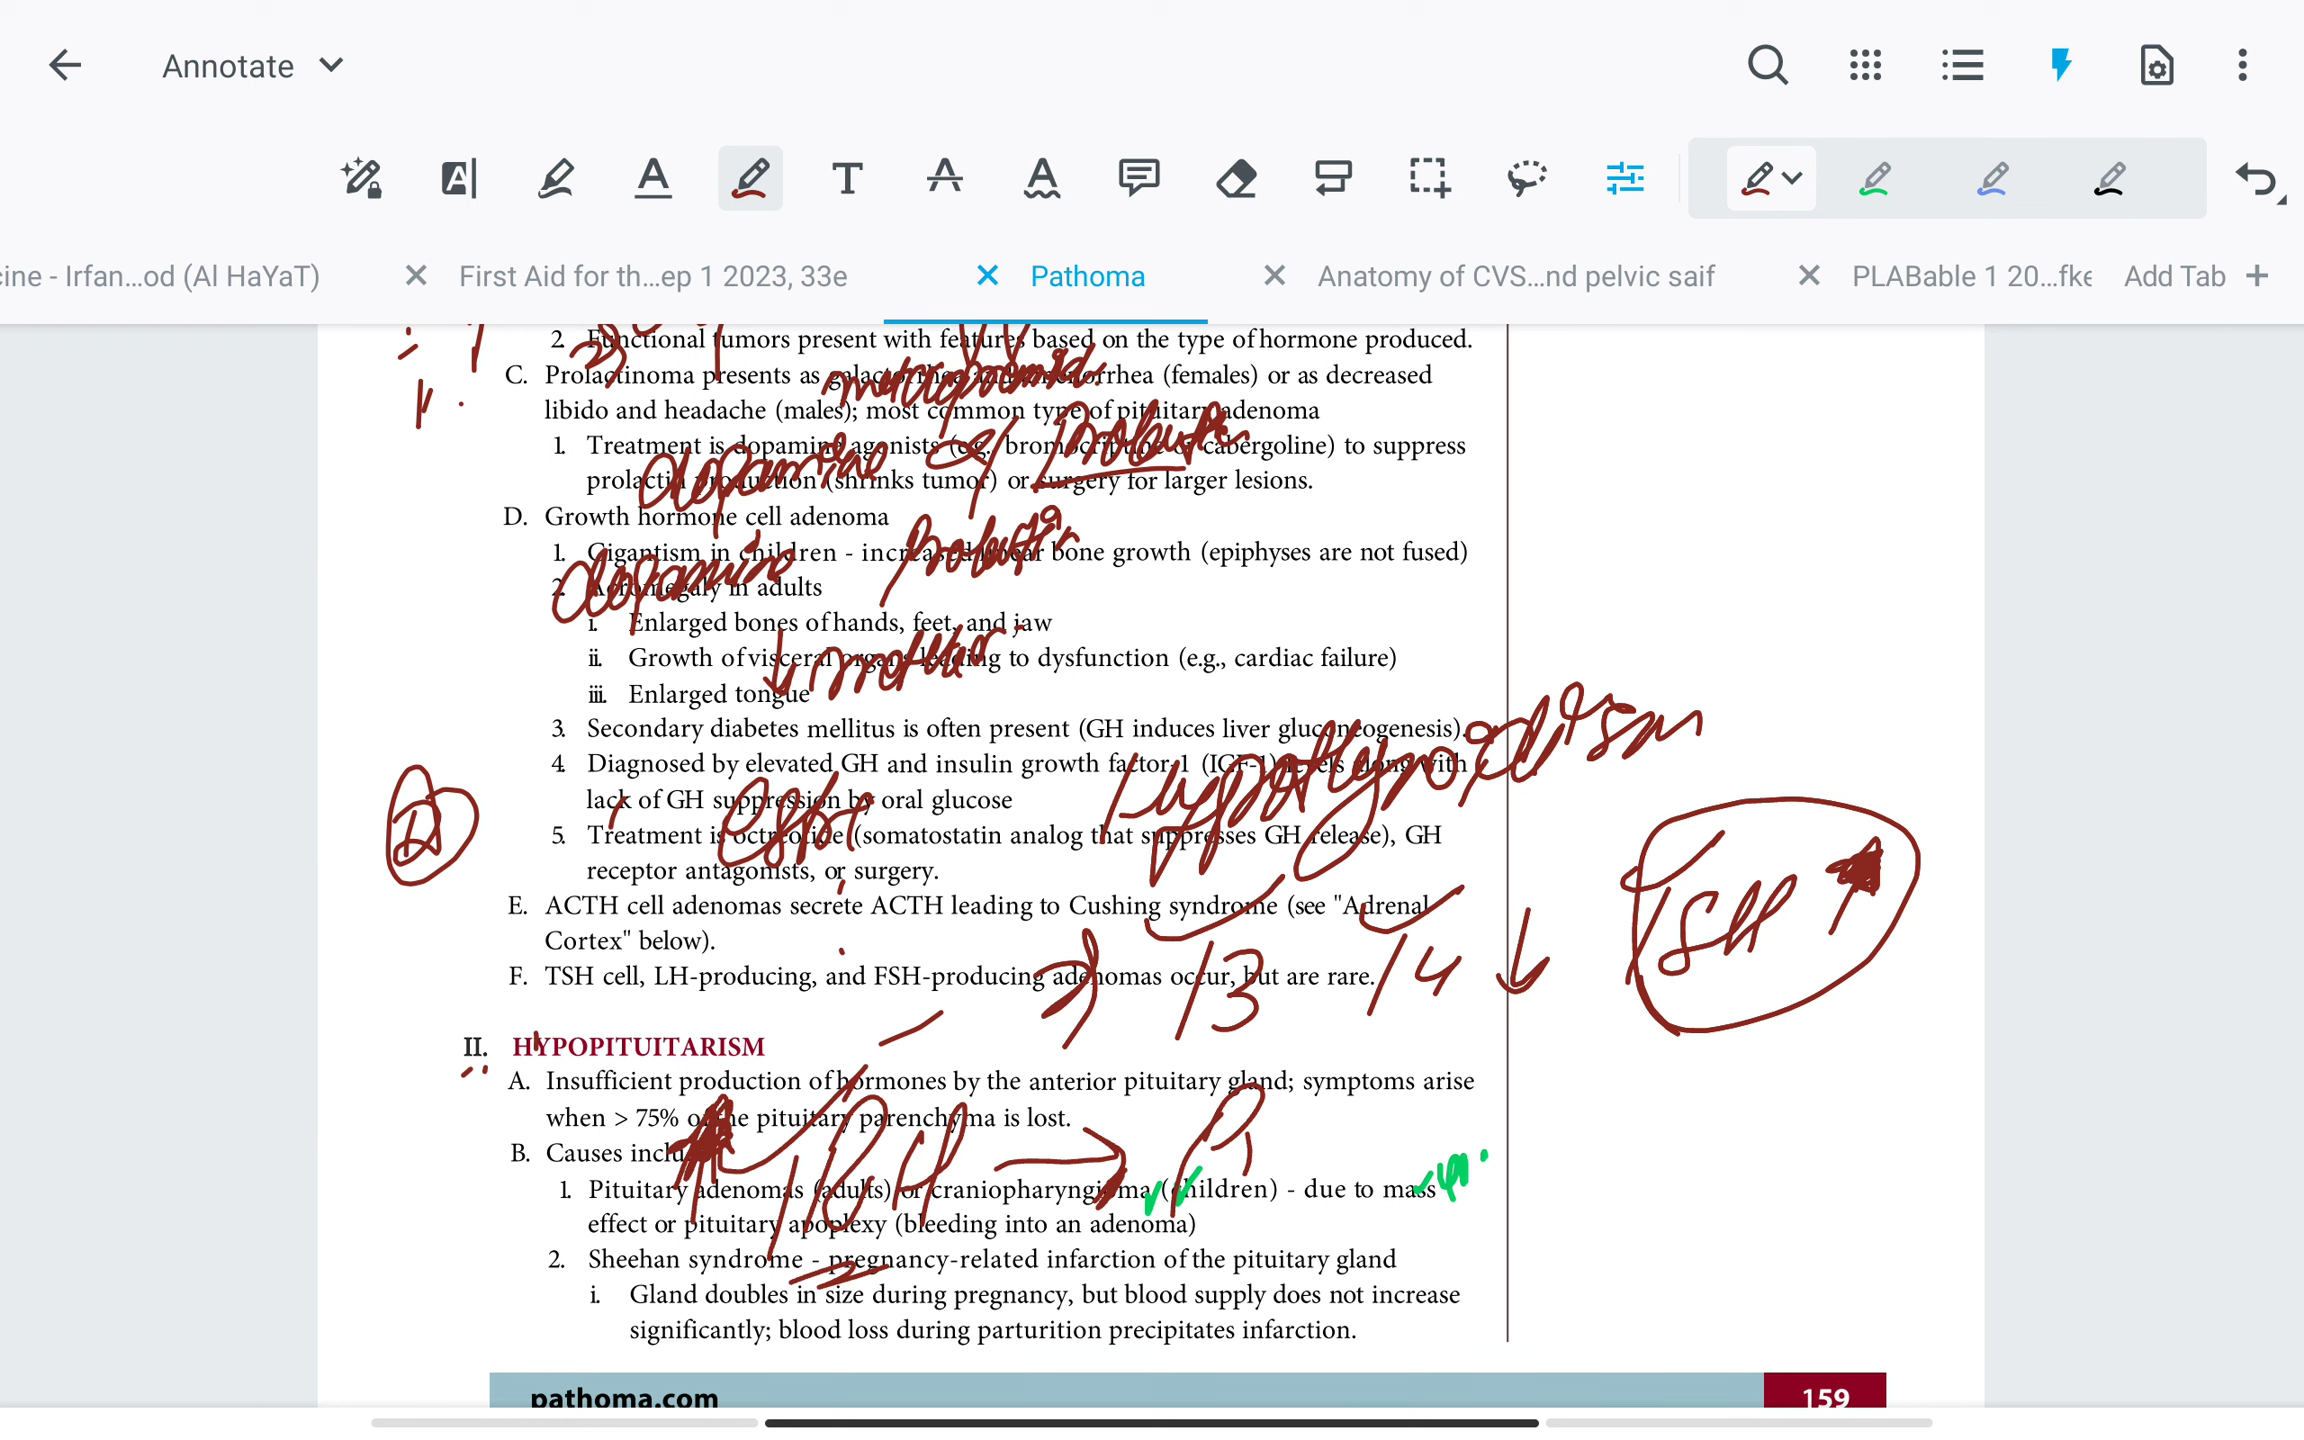 Annotate
cine - Irfan...od (Al HaYaT)
First Aid for th...ep 1 2023, 33e
Pathoma
Anatomy of CVS...nd pelvic saif
PLABable 1 20...fke
Add Tab +
2. Functional tumors present with features based on the type of hormone produced.
C. Prolactinoma presents as galactorrhea and amenorrhea (females) or as decreased
libido and headache (males); most common type of pituitary adenoma
1. Treatment is dopamine agonists (e.g., bromocriptine or cabergoline) to suppress
prolactin production (shrinks tumor) or surgery for larger lesions.
dopamine
D. Growth hormone cell adenoma
1. Gigantism in children - increased linear bone growth (epiphyses are not fused)
dopamine
2. Acromegaly in adults
i. Enlarged bones of hands, feet, and jaw
ii. Growth of visceral organs leading to dysfunction (e.g., cardiac failure)
iii. Enlarged tongue
3. Secondary diabetes mellitus is often present (GH induces liver gluconeogenesis).
Hypothyroidism
4. Diagnosed by elevated GH and insulin growth factor-1 (IGF-1) levels along with
lack of GH suppression by oral glucose
5. Treatment is octreotide (somatostatin analog that suppresses GH release), GH
receptor antagonists, or surgery.
TSH
E. ACTH cell adenomas secrete ACTH leading to Cushing syndrome (see "Adrenal
Cortex" below).
F. TSH cell, LH-producing, and FSH-producing adenomas occur, but are rare.
T3 T4 ↓
II. HYPOPITUITARISM
A. Insufficient production of hormones by the anterior pituitary gland; symptoms arise
when > 75% of the pituitary parenchyma is lost.
B. Causes include
TRH →
1. Pituitary adenomas (adults) or craniopharyngioma (children) - due to mass
effect or pituitary apoplexy (bleeding into an adenoma)
2. Sheehan syndrome - pregnancy-related infarction of the pituitary gland
i. Gland doubles in size during pregnancy, but blood supply does not increase
significantly; blood loss during parturition precipitates infarction.
pathoma.com
159